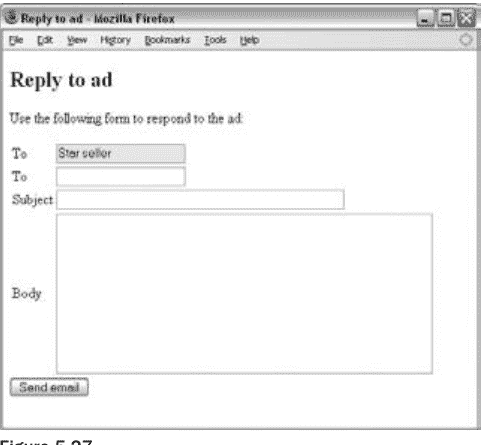 Reply to ad - Mozilla Firefox
File Edit View History Bookmarks Tools Help
Reply to ad
Use the following form to respond to the ad:
To Star seller
To
Subject
Body
Send email
Figure 5-27